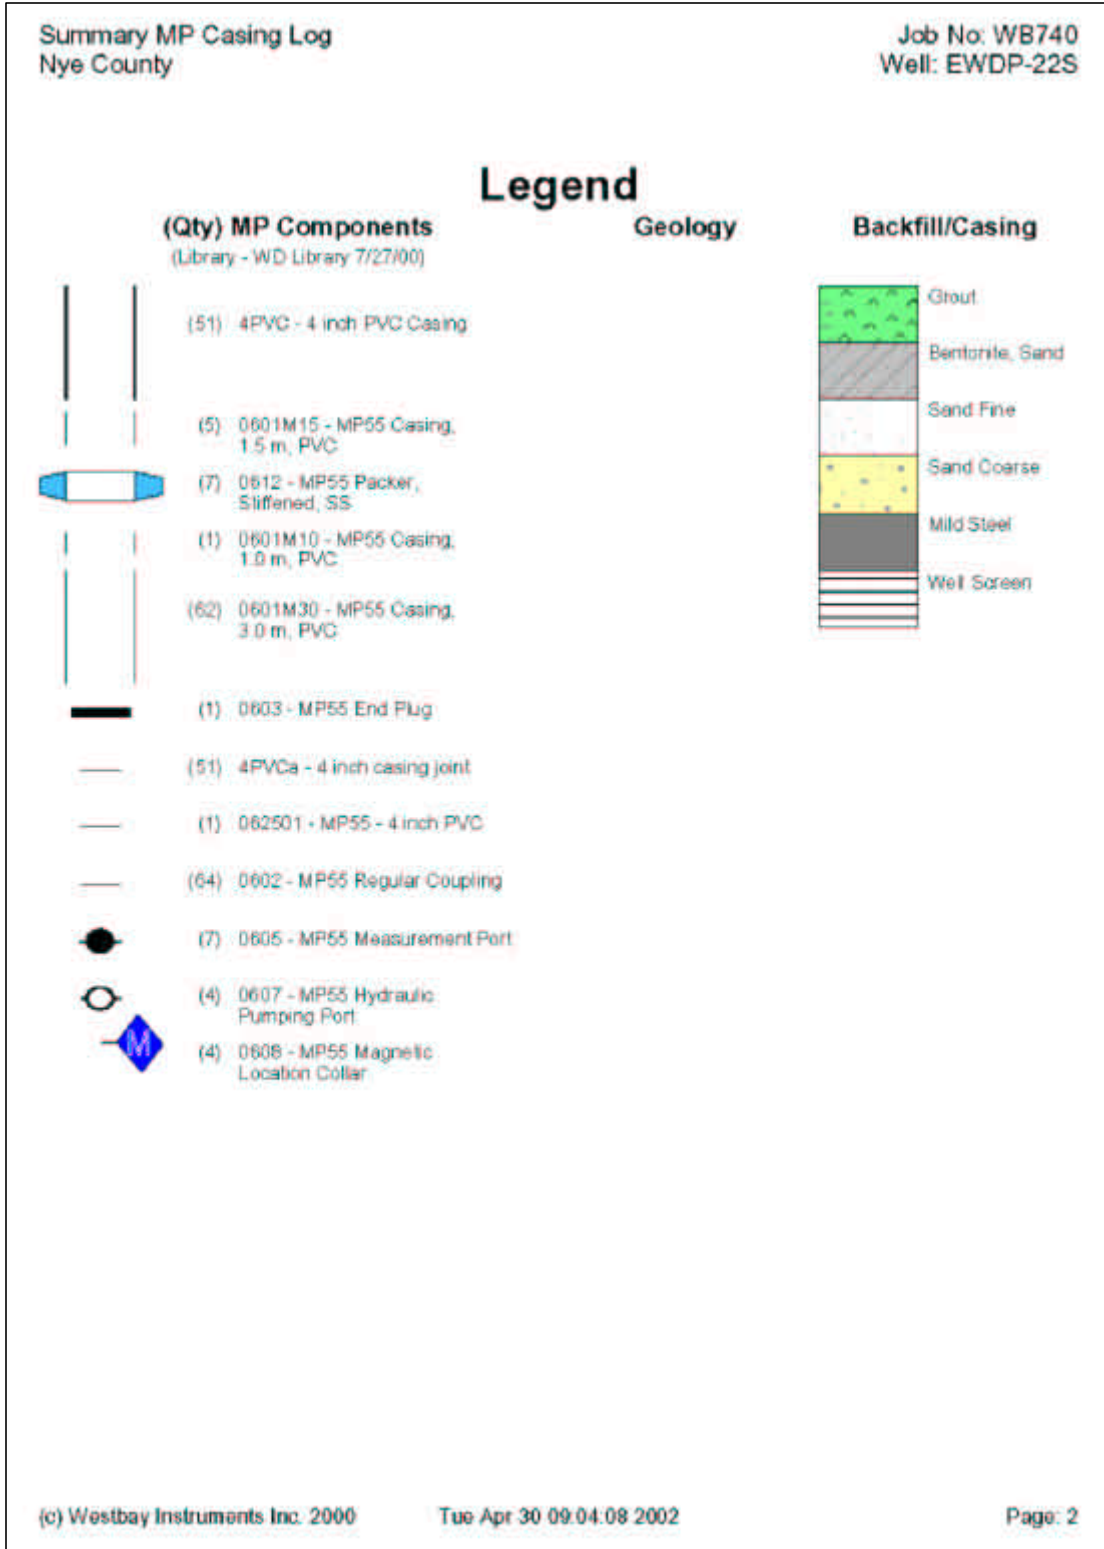 Summary MP Casing Log
Nye County
Job No: WB740
Well: EWDP-22S
Legend
(Qty) MP Components
(Library - WD Library 7/27/00)
Geology
Backfill/Casing
(51) 4PVC - 4 inch PVC Casing
(5) 0601M15 - MP55 Casing,
1.5 m, PVC
(7) 0612 - MP55 Packer,
Stiffened, SS
(1) 0601M10 - MP55 Casing,
1.0 m, PVC
(62) 0601M30 - MP55 Casing,
3.0 m, PVC
(1) 0603 - MP55 End Plug
(51) 4PVCa - 4 inch casing joint
(1) 062501 - MP55 - 4 inch PVC
(64) 0602 - MP55 Regular Coupling
(7) 0605 - MP55 Measurement Port
(4) 0607 - MP55 Hydraulic
Pumping Port
M
(4) 0608 - MP55 Magnetic
Location Collar
Grout
Bentonite, Sand
Sand Fine
Sand Coarse
Mild Steel
Well Screen
(c) Westbay Instruments Inc. 2000
Tue Apr 30 09:04:08 2002
Page: 2